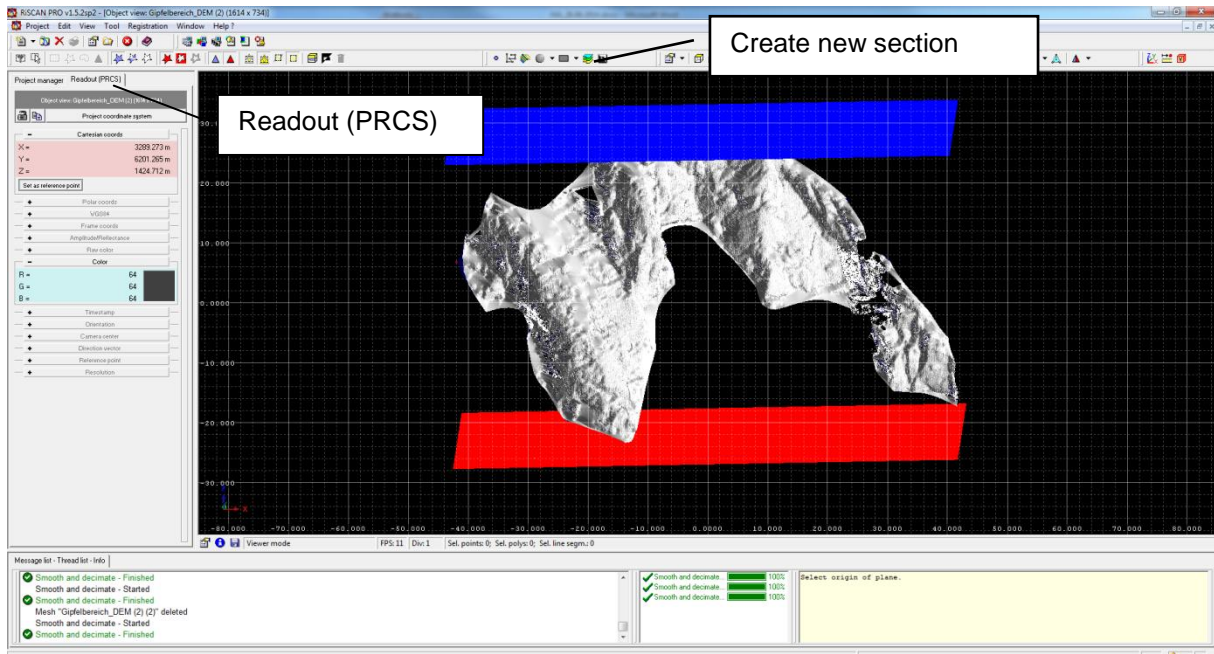 RiSCAN PRO v1.5.2sp2 - [Object view: Gipfelbereich_DEM (2) (1614 x 734)]
Project Edit View Tool Registration Window Help ?
Create new section
Project manager Readout (PRCS)
Object view: Gipfelbereich_DEM (2) (1614 x 734)
Project coordinate system
Readout (PRCS)
Cartesian coords
X = 3289.273 m
Y = 6201.265 m
Z = 1424.712 m
Set as reference point
Polar coords
WGS84
Frame coords
Amplitude/Reflectance
Raw color
Color
R = 64
G = 64
B = 64
Timestamp
Orientation
Camera center
Direction vector
Reference point
Resolution
20.000
10.000
0.0000
-10.000
-20.000
-30.000
X
-80.000 -70.000 -60.000 -50.000 -40.000 -30.000 -20.000 -10.000 0.0000 10.000 20.000 30.000 40.000 50.000 60.000 70.000 80.000
Viewer mode FPS: 11 Div: 1 Sel. points: 0; Sel. polys: 0; Sel. line segm.: 0
Message list - Thread list - Info
Smooth and decimate - Finished
Smooth and decimate - Started
Smooth and decimate - Finished
Mesh "Gipfelbereich_DEM (2) (2)" deleted
Smooth and decimate - Started
Smooth and decimate - Finished
Smooth and decimate... 100%
Smooth and decimate... 100%
Smooth and decimate... 100%
Select origin of plane.